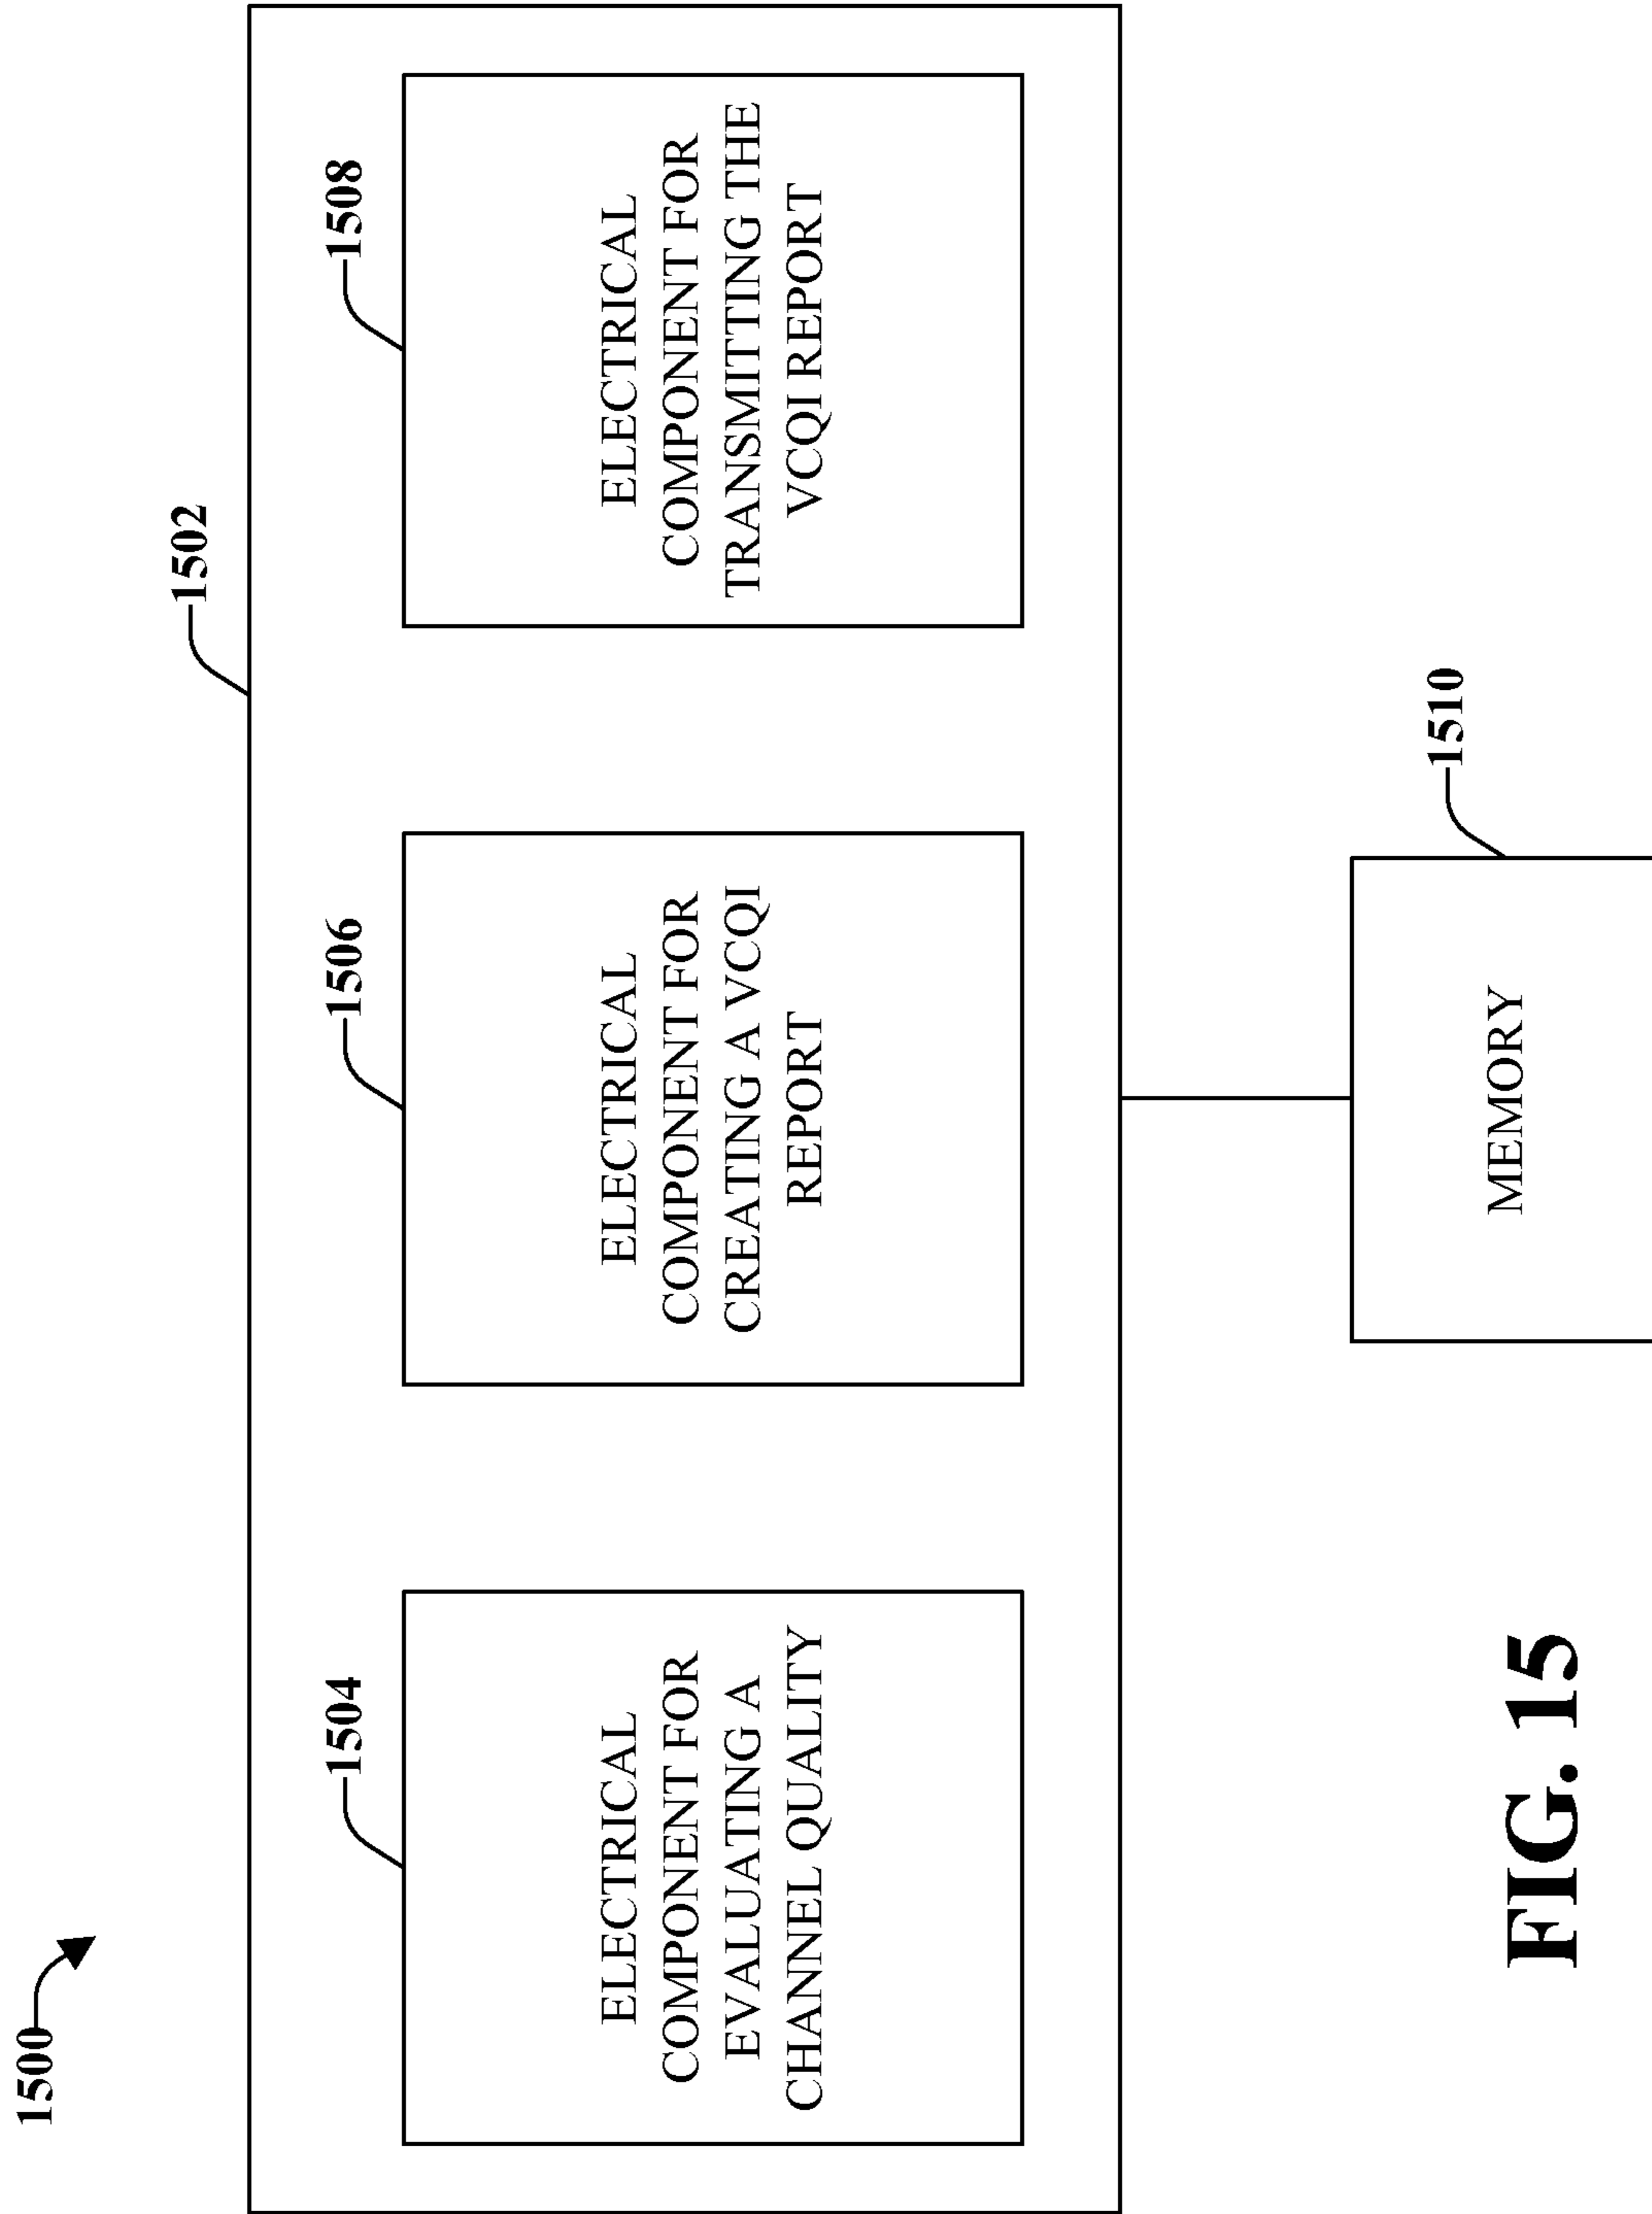 1500
1502
1504
ELECTRICAL
COMPONENT FOR
EVALUATING A
CHANNEL QUALITY
1506
ELECTRICAL
COMPONENT FOR
CREATING A VCQI
REPORT
1508
ELECTRICAL
COMPONENT FOR
TRANSMITTING THE
VCQI REPORT
1510
MEMORY
FIG. 15